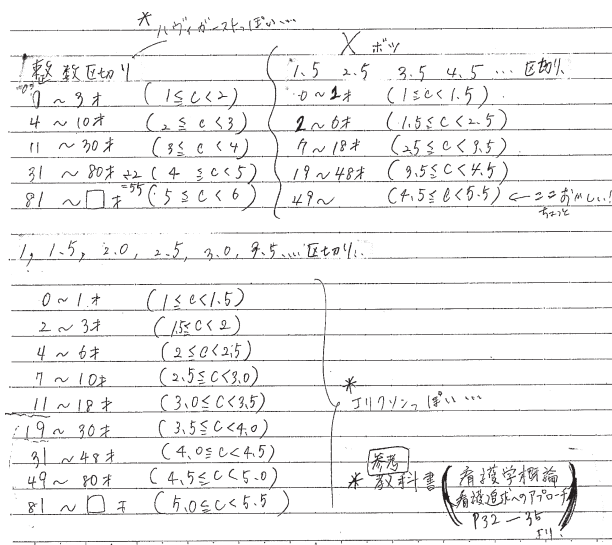 * ハヴィガーストっぽい…
整数区切り
0 ~ 3才 (1≦C<2)
4 ~ 10才 (2≦C<3)
11 ~ 30才 (3≦C<4)
31 ~ 80才 (4≦C<5)
÷2=55
81 ~ □才 (5≦C<6)
X ボツ
1.5 2.5 3.5 4.5 … 区切り
0~1才 (1≦C<1.5)
2~6才 (1.5≦C<2.5)
7~18才 (2.5≦C<3.5)
19~48才 (3.5≦C<4.5)
49~ (4.5≦C<5.5) ←ここおかしい!
ちょっと
1, 1.5, 2.0, 2.5, 3.0, 3.5… 区切り
0 ~ 1才 (1≦C<1.5)
2 ~ 3才 (1.5≦C<2)
4 ~ 6才 (2≦C<2.5)
7 ~ 10才 (2.5≦C<3.0)
11 ~ 18才 (3.0≦C<3.5)
19 ~ 30才 (3.5≦C<4.0)
31 ~ 48才 (4.0≦C<4.5)
49 ~ 80才 (4.5≦C<5.0)
81 ~ □才 (5.0≦C<5.5)
* エリクソンっぽい…
参考
* 教科書 (看護学概論
看護追求へのアプローチ
P32-35
より)